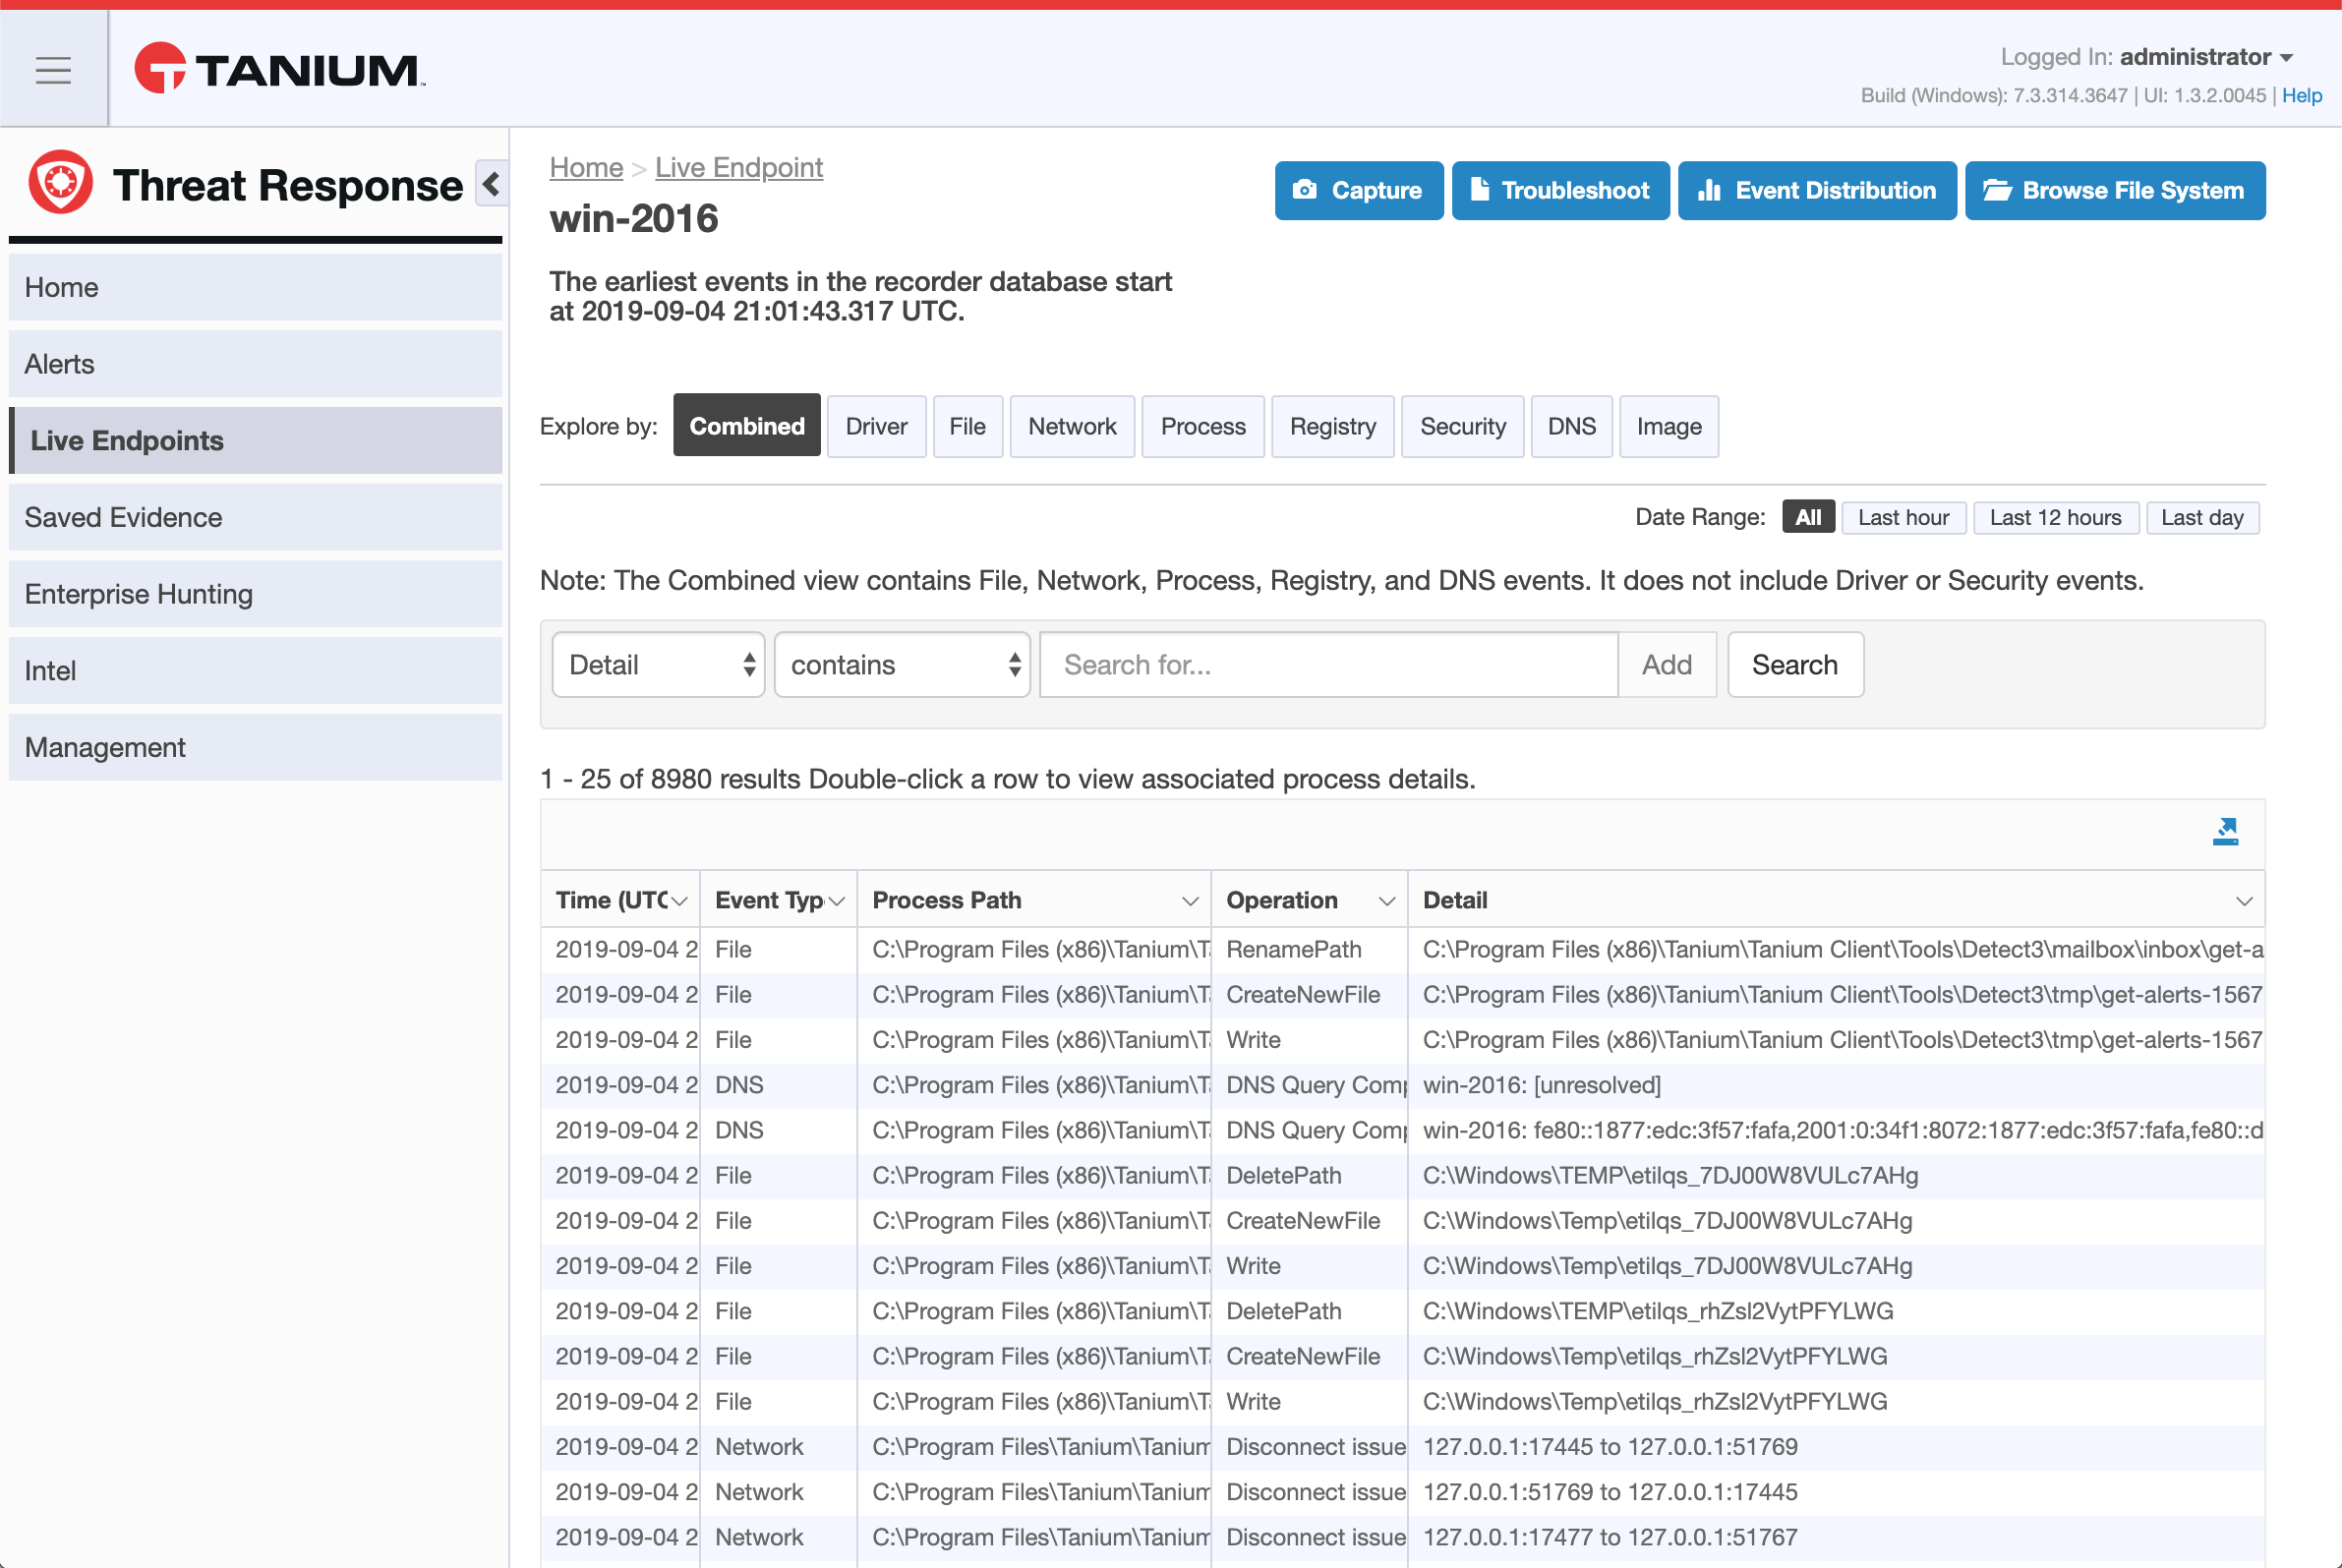 TANIUM™
Logged In: administrator
Build (Windows): 7.3.314.3647 | UI: 1.3.2.0045 | Help
Threat Response
Home
Alerts
Live Endpoints
Saved Evidence
Enterprise Hunting
Intel
Management
Home > Live Endpoint
win-2016
Capture Troubleshoot Event Distribution Browse File System
The earliest events in the recorder database start
at 2019-09-04 21:01:43.317 UTC.
Explore by: Combined Driver File Network Process Registry Security DNS Image
Date Range: All Last hour Last 12 hours Last day
Note: The Combined view contains File, Network, Process, Registry, and DNS events. It does not include Driver or Security events.
Detail contains Search for... Add Search
1 - 25 of 8980 results Double-click a row to view associated process details.
Time (UTC Event Typ Process Path Operation Detail
2019-09-04 2 File C:\Program Files (x86)\Tanium\T RenamePath C:\Program Files (x86)\Tanium\Tanium Client\Tools\Detect3\mailbox\inbox\get-a
2019-09-04 2 File C:\Program Files (x86)\Tanium\T CreateNewFile C:\Program Files (x86)\Tanium\Tanium Client\Tools\Detect3\tmp\get-alerts-1567
2019-09-04 2 File C:\Program Files (x86)\Tanium\T Write C:\Program Files (x86)\Tanium\Tanium Client\Tools\Detect3\tmp\get-alerts-1567
2019-09-04 2 DNS C:\Program Files (x86)\Tanium\T DNS Query Comp win-2016: [unresolved]
2019-09-04 2 DNS C:\Program Files (x86)\Tanium\T DNS Query Comp win-2016: fe80::1877:edc:3f57:fafa,2001:0:34f1:8072:1877:edc:3f57:fafa,fe80::d
2019-09-04 2 File C:\Program Files (x86)\Tanium\T DeletePath C:\Windows\TEMP\etilqs_7DJ00W8VULc7AHg
2019-09-04 2 File C:\Program Files (x86)\Tanium\T CreateNewFile C:\Windows\Temp\etilqs_7DJ00W8VULc7AHg
2019-09-04 2 File C:\Program Files (x86)\Tanium\T Write C:\Windows\Temp\etilqs_7DJ00W8VULc7AHg
2019-09-04 2 File C:\Program Files (x86)\Tanium\T DeletePath C:\Windows\TEMP\etilqs_rhZsl2VytPFYLWG
2019-09-04 2 File C:\Program Files (x86)\Tanium\T CreateNewFile C:\Windows\Temp\etilqs_rhZsl2VytPFYLWG
2019-09-04 2 File C:\Program Files (x86)\Tanium\T Write C:\Windows\Temp\etilqs_rhZsl2VytPFYLWG
2019-09-04 2 Network C:\Program Files\Tanium\Tanium Disconnect issue 127.0.0.1:17445 to 127.0.0.1:51769
2019-09-04 2 Network C:\Program Files\Tanium\Tanium Disconnect issue 127.0.0.1:51769 to 127.0.0.1:17445
2019-09-04 2 Network C:\Program Files\Tanium\Tanium Disconnect issue 127.0.0.1:17477 to 127.0.0.1:51767